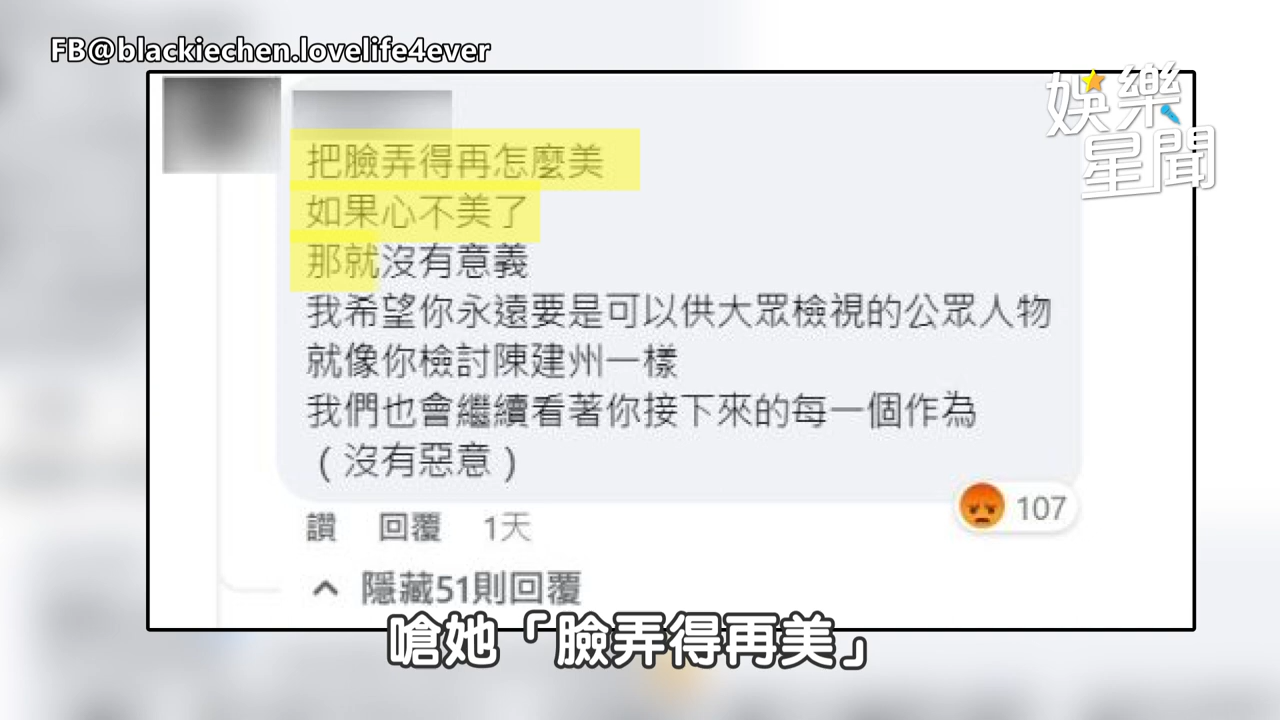 FB@blackiechen.lovelife4ever
娛樂
星聞
把臉弄得再怎麼美
如果心不美了
那就沒有意義
我希望你永遠要是可以供大眾檢視的公眾人物
就像你檢討陳建州一樣
我們也會繼續看著你接下來的每一個作為
（沒有惡意）
107
讚 回覆 1天
隱藏51則回覆
嗆她「臉弄得再美」